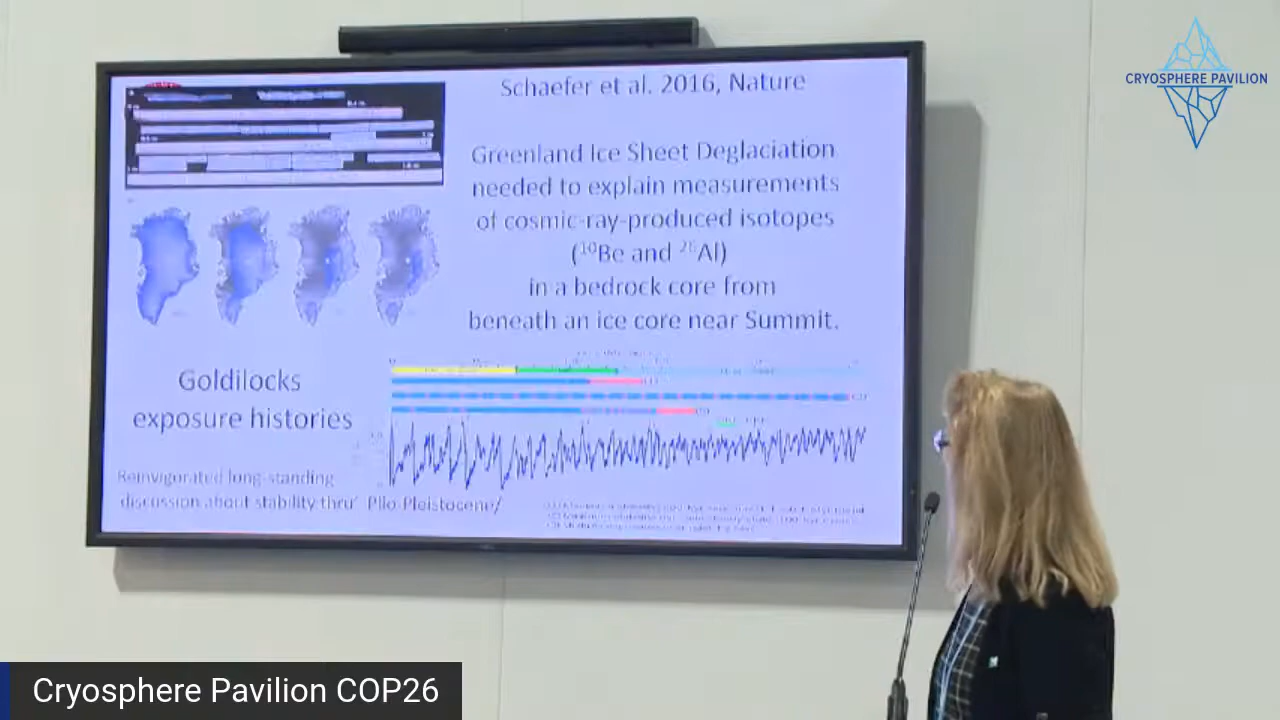 Schaefer et al. 2016, Nature
Greenland Ice Sheet Deglaciation
needed to explain measurements
of cosmic-ray-produced isotopes
(¹⁰Be and ²⁶Al)
in a bedrock core from
beneath an ice core near Summit.
Goldilocks
exposure histories
Reinvigorated long-standing
discussion about stability thru' Plio-Pleistocene/
CRYOSPHERE PAVILION
Cryosphere Pavilion COP26